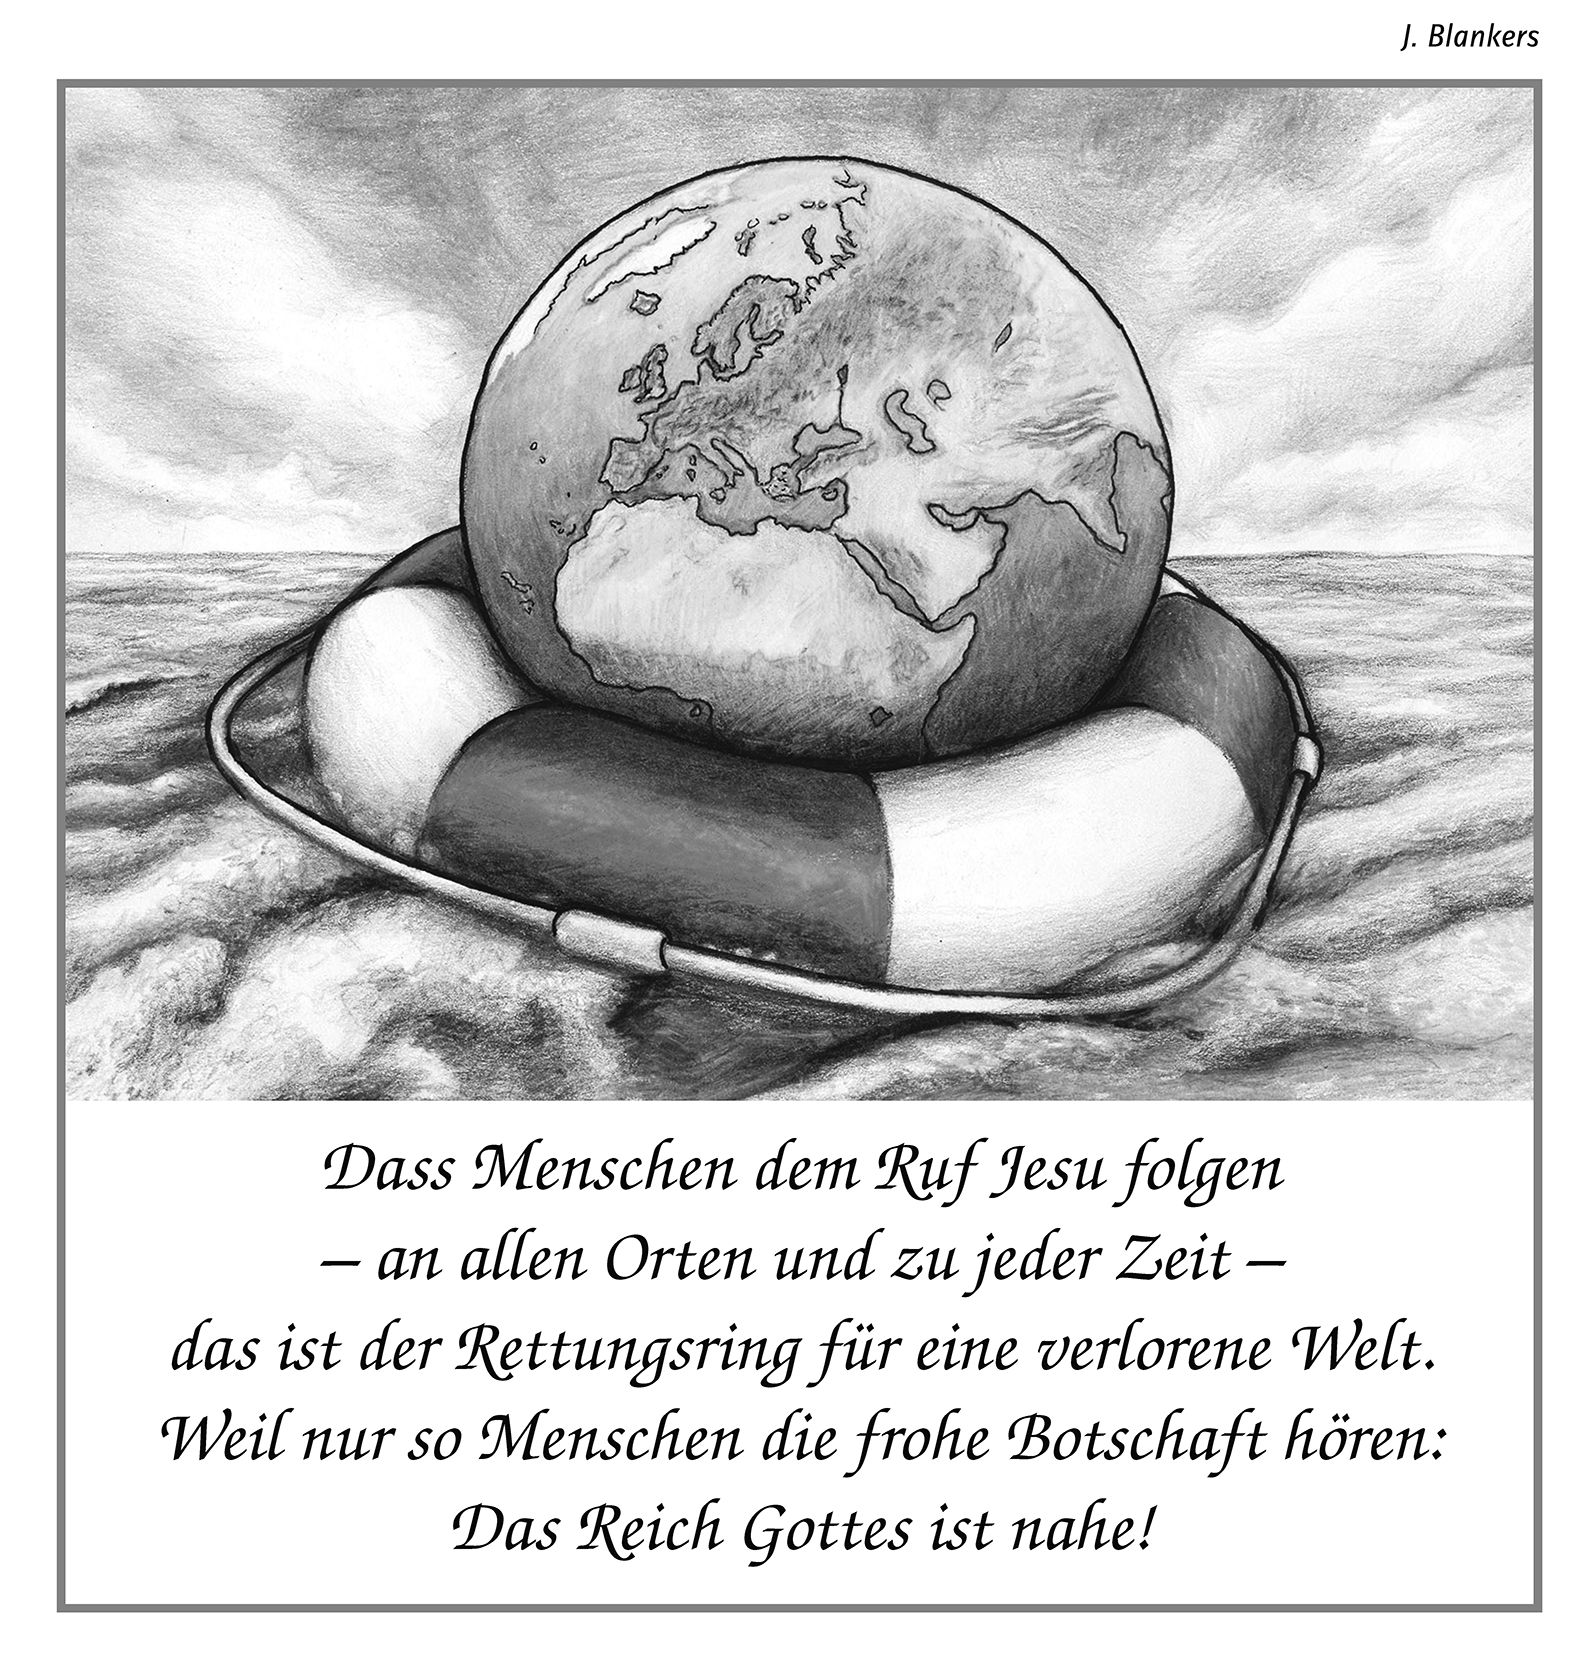 J. Blankers
Dass Menschen dem Ruf Jesu folgen
– an allen Orten und zu jeder Zeit –
das ist der Rettungsring für eine verlorene Welt.
Weil nur so Menschen die frohe Botschaft hören:
Das Reich Gottes ist nahe!